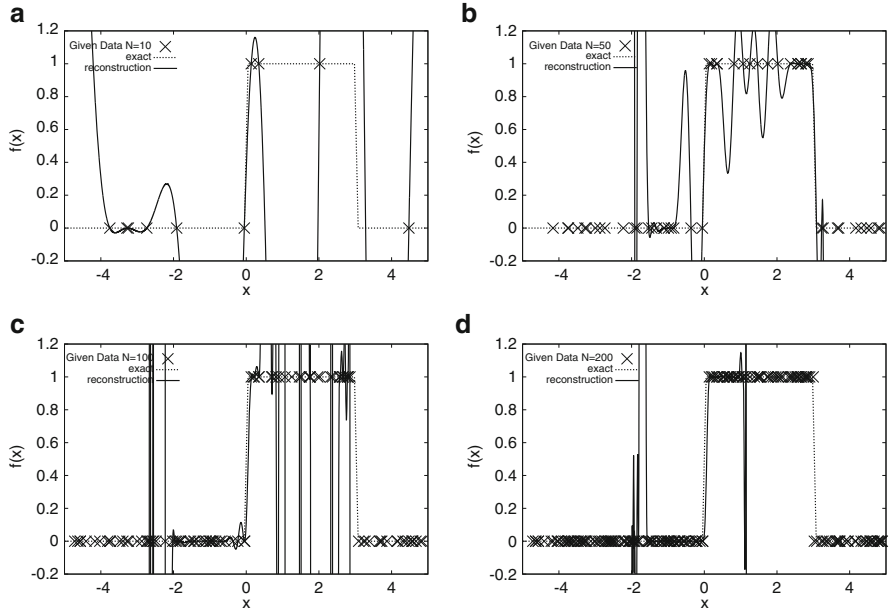 a
Given Data N=10
exact
reconstruction
f(x)
1.2
1
0.8
0.6
0.4
0.2
0
-0.2
-4 -2 0 2 4
x
b
Given Data N=50
exact
reconstruction
f(x)
1.2
1
0.8
0.6
0.4
0.2
0
-0.2
-4 -2 0 2 4
x
c
Given Data N=100
exact
reconstruction
f(x)
1.2
1
0.8
0.6
0.4
0.2
0
-0.2
-4 -2 0 2 4
x
d
Given Data N=200
exact
reconstruction
f(x)
1.2
1
0.8
0.6
0.4
0.2
0
-0.2
-4 -2 0 2 4
x